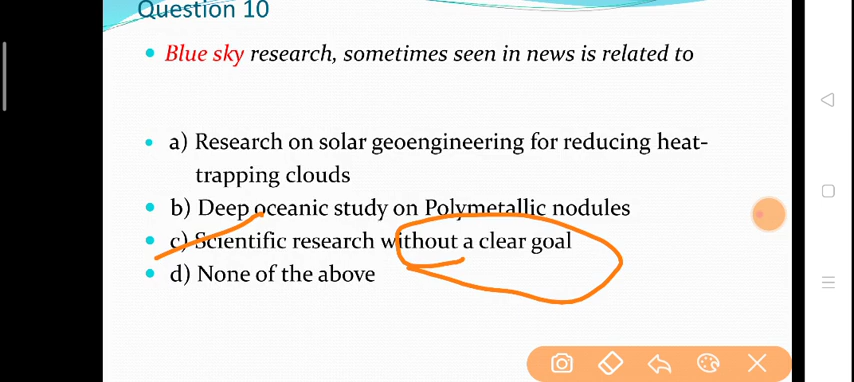 Question 10
Blue sky research, sometimes seen in news is related to
a) Research on solar geoengineering for reducing heat-
trapping clouds
b) Deep oceanic study on Polymetallic nodules
c) Scientific research without a clear goal
d) None of the above